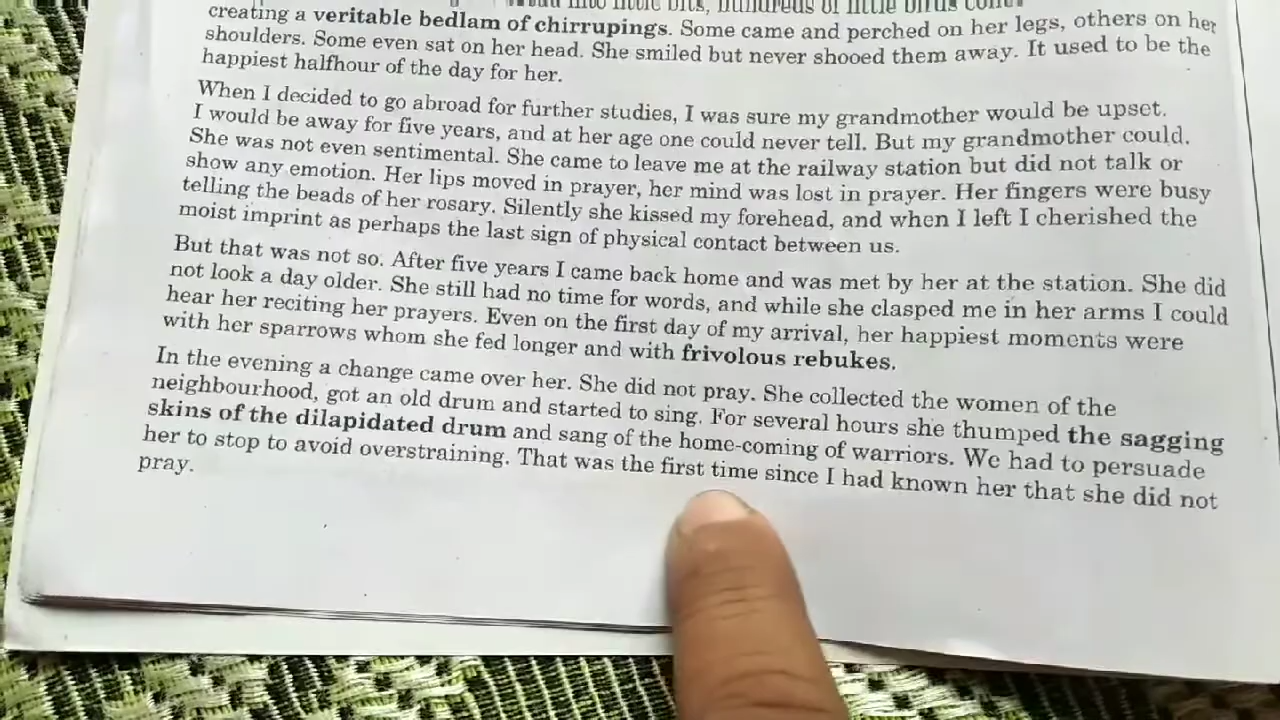 into little bits, hundreds of little birds
creating a veritable bedlam of chirrupings. Some came and perched on her legs, others on her
shoulders. Some even sat on her head. She smiled but never shooed them away. It used to be the
happiest halfhour of the day for her.
When I decided to go abroad for further studies, I was sure my grandmother would be upset.
I would be away for five years, and at her age one could never tell. But my grandmother could.
She was not even sentimental. She came to leave me at the railway station but did not talk or
show any emotion. Her lips moved in prayer, her mind was lost in prayer. Her fingers were busy
telling the beads of her rosary. Silently she kissed my forehead, and when I left I cherished the
moist imprint as perhaps the last sign of physical contact between us.
But that was not so. After five years I came back home and was met by her at the station. She did
not look a day older. She still had no time for words, and while she clasped me in her arms I could
hear her reciting her prayers. Even on the first day of my arrival, her happiest moments were
with her sparrows whom she fed longer and with frivolous rebukes.
In the evening a change came over her. She did not pray. She collected the women of the
neighbourhood, got an old drum and started to sing. For several hours she thumped the sagging
skins of the dilapidated drum and sang of the home-coming of warriors. We had to persuade
her to stop to avoid overstraining. That was the first time since I had known her that she did not
pray.